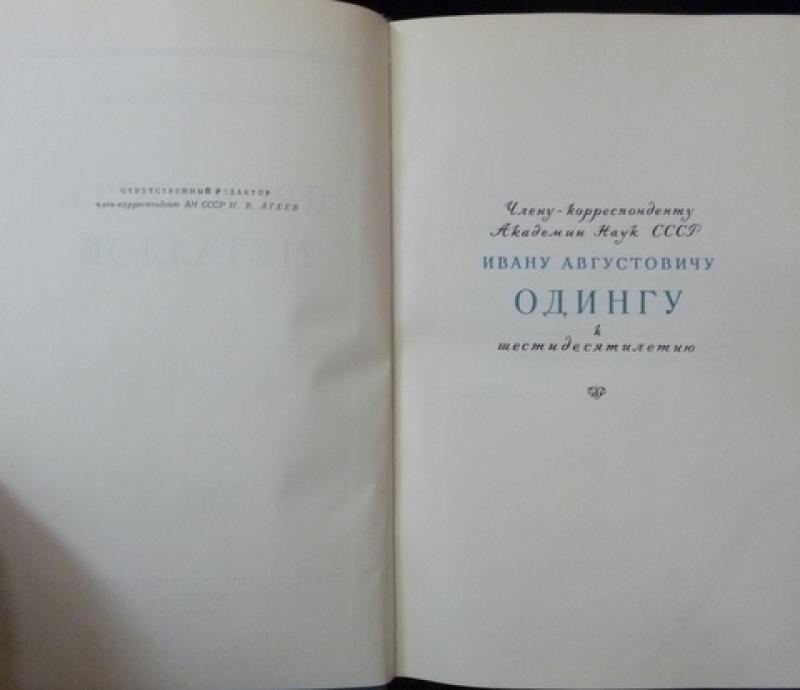 ОТВЕТСТВЕННЫЙ РЕДАКТОР
член-корреспондент АН СССР Н. В. АГЕЕВ
Члену-корреспонденту
Академии Наук СССР
ИВАНУ АВГУСТОВИЧУ
ОДИНГУ
к
шестидесятилетию